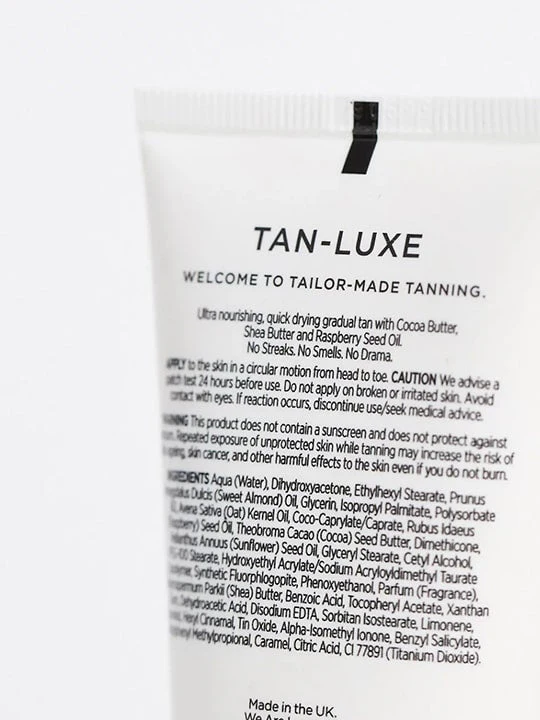 TAN-LUXE
WELCOME TO TAILOR-MADE TANNING.
Ultra nourishing, quick drying gradual tan with Cocoa Butter,
Shea Butter and Raspberry Seed Oil.
No Streaks. No Smells. No Drama.
APPLY to the skin in a circular motion from head to toe. CAUTION We advise a
patch test 24 hours before use. Do not apply on broken or irritated skin. Avoid
contact with eyes. If reaction occurs, discontinue use/seek medical advice.
WARNING This product does not contain a sunscreen and does not protect against
Repeated exposure of unprotected skin while tanning may increase the risk of
ageing, skin cancer, and other harmful effects to the skin even if you do not burn.
INGREDIENTS Aqua (Water), Dihydroxyacetone, Ethylhexyl Stearate, Prunus
Dulcis (Sweet Almond) Oil, Glycerin, Isopropyl Palmitate, Polysorbate
Avena Sativa (Oat) Kernel Oil, Coco-Caprylate/Caprate, Rubus Idaeus
(Raspberry) Seed Oil, Theobroma Cacao (Cocoa) Seed Butter, Dimethicone,
Annuus (Sunflower) Seed Oil, Glyceryl Stearate, Cetyl Alcohol,
Stearate, Hydroxyethyl Acrylate/Sodium Acryloyldimethyl Taurate
Synthetic Fluorphlogopite, Phenoxyethanol, Parfum (Fragrance),
Parkii (Shea) Butter, Benzoic Acid, Tocopheryl Acetate, Xanthan
Dehydroacetic Acid, Disodium EDTA, Sorbitan Isostearate, Limonene,
Hexyl Cinnamal, Tin Oxide, Alpha-Isomethyl Ionone, Benzyl Salicylate,
Methylpropional, Caramel, Citric Acid, CI 77891 (Titanium Dioxide).
Made in the UK.
We Are